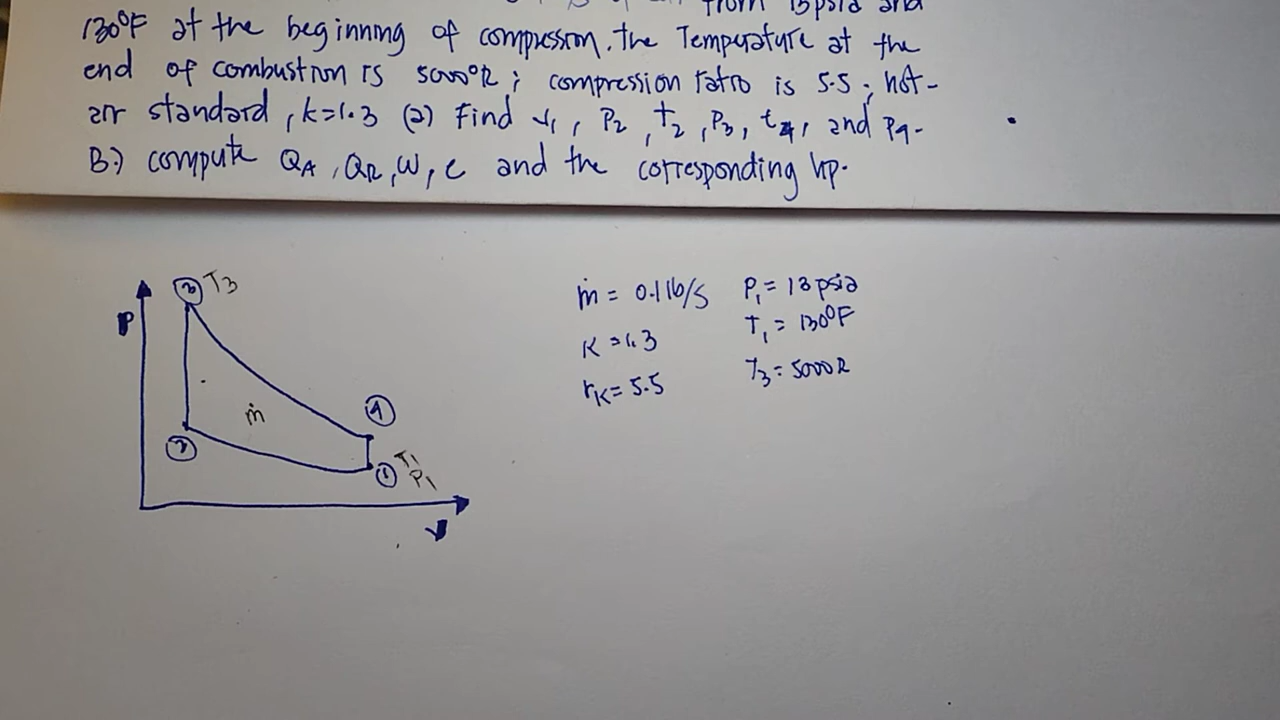 from 13 psia and
130°F at the beginning of compression. the Temperature at the
end of combustion is 5000°R ; compression ratio is 5.5 ; hot-
air standard, k=1.3 (a) Find V1, P2, t2, P3, t4, and P4.
B.) compute QA, QR, W, e and the corresponding hp.
3 T3
P
ṁ
4
2
1 T1
P1
V
ṁ = 0.1 lb/s P1 = 13 psia
K = 1.3 T1 = 130°F
rK = 5.5 T3 = 5000R